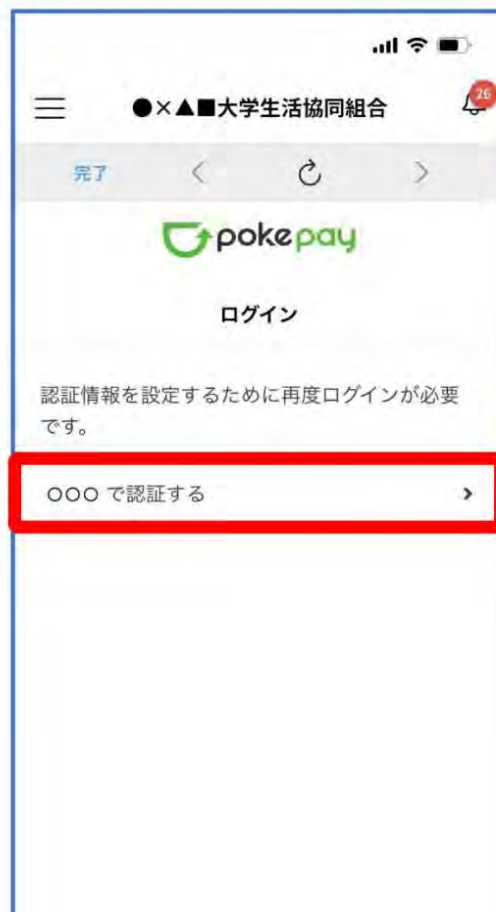 ●×▲■大学生活協同組合
26
完了
pokepay
ログイン
認証情報を設定するために再度ログインが必要
です。
○○○ で認証する